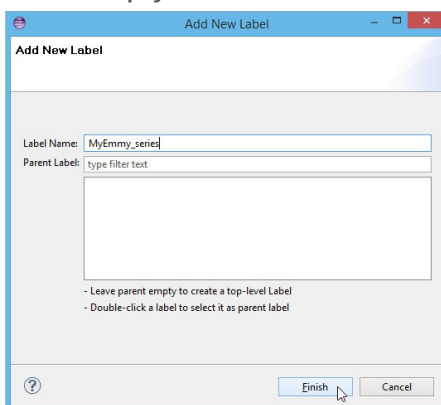 Add New Label
Add New Label
Label Name: MyEmmy_series
Parent Label: type filter text
- Leave parent empty to create a top-level Label
- Double-click a label to select it as parent label
? Finish Cancel